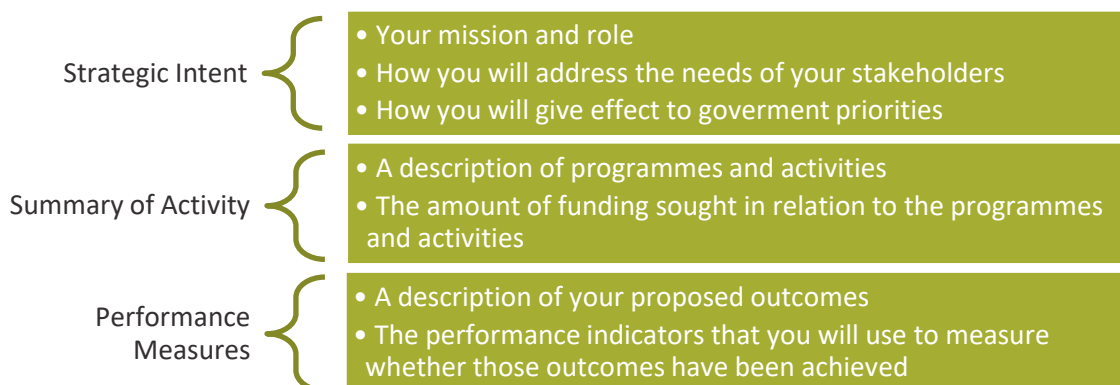 Strategic Intent
• Your mission and role
• How you will address the needs of your stakeholders
• How you will give effect to goverment priorities
Summary of Activity
• A description of programmes and activities
• The amount of funding sought in relation to the programmes
and activities
Performance
Measures
• A description of your proposed outcomes
• The performance indicators that you will use to measure
whether those outcomes have been achieved